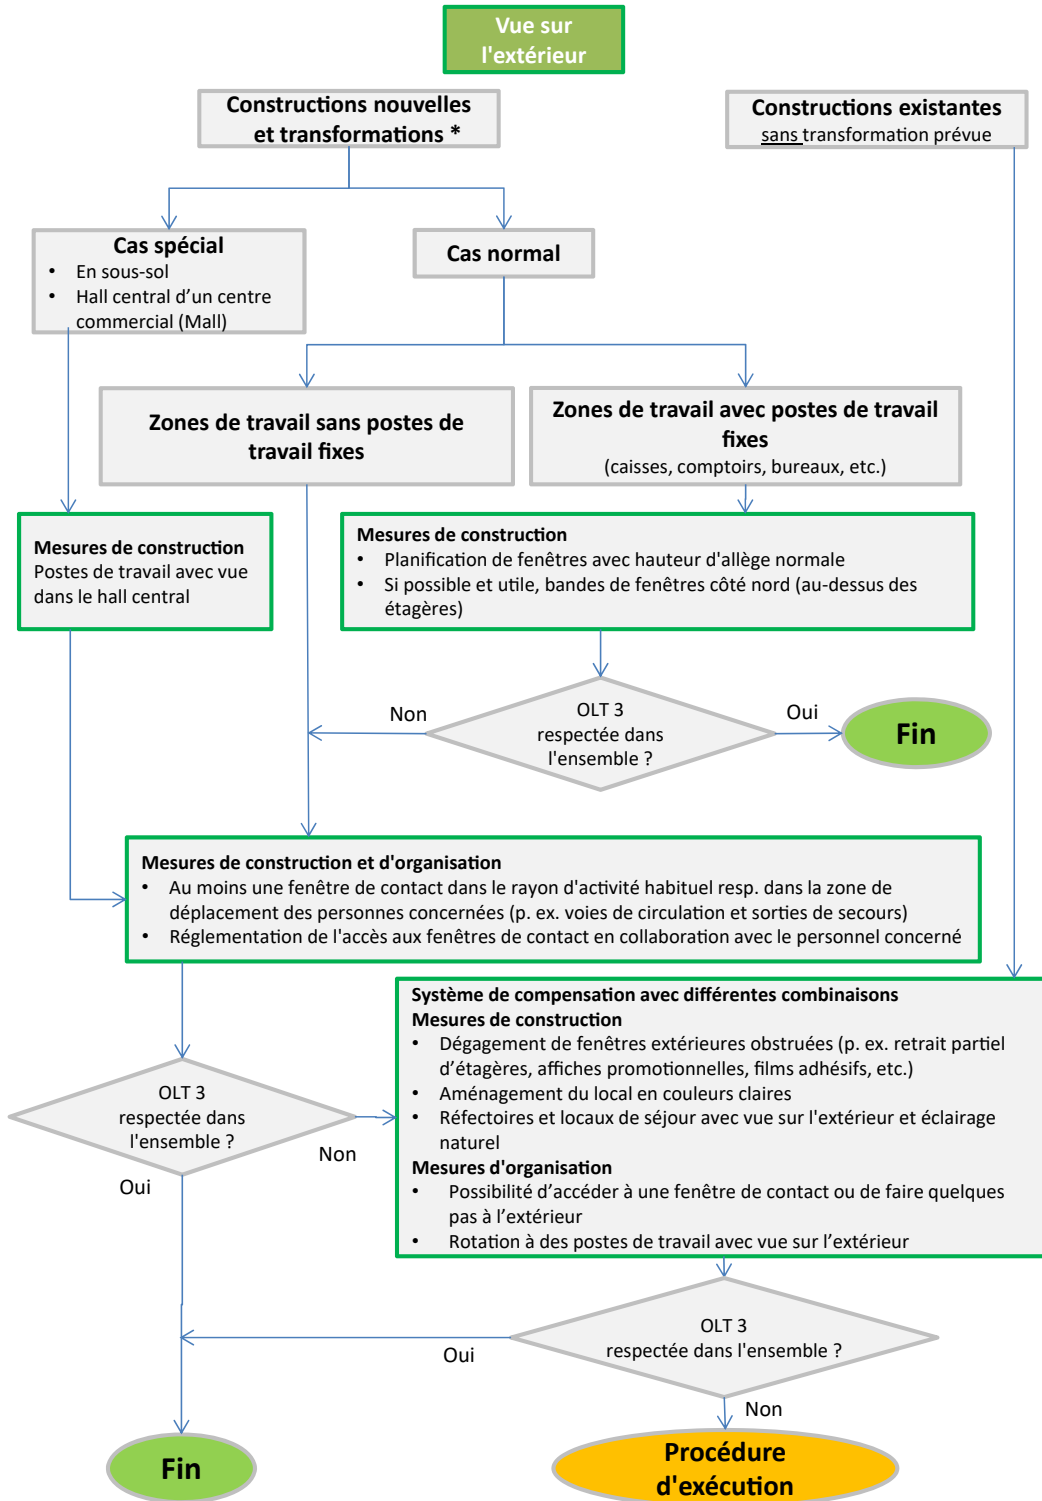 Vue sur
l'extérieur
Constructions nouvelles
et transformations *
Constructions existantes
sans transformation prévue
Cas spécial
• En sous-sol
• Hall central d’un centre
commercial (Mall)
Cas normal
Zones de travail sans postes de
travail fixes
Zones de travail avec postes de travail
fixes
(caisses, comptoirs, bureaux, etc.)
Mesures de construction
Postes de travail avec vue
dans le hall central
Mesures de construction
• Planification de fenêtres avec hauteur d'allège normale
• Si possible et utile, bandes de fenêtres côté nord (au-dessus des
étagères)
OLT 3
respectée dans
l'ensemble ?
Non
Oui
Fin
Mesures de construction et d'organisation
• Au moins une fenêtre de contact dans le rayon d'activité habituel resp. dans la zone de
déplacement des personnes concernées (p. ex. voies de circulation et sorties de secours)
• Réglementation de l'accès aux fenêtres de contact en collaboration avec le personnel concerné
OLT 3
respectée dans
l'ensemble ?
Non
Oui
Système de compensation avec différentes combinaisons
Mesures de construction
• Dégagement de fenêtres extérieures obstruées (p. ex. retrait partiel
d’étagères, affiches promotionnelles, films adhésifs, etc.)
• Aménagement du local en couleurs claires
• Réfectoires et locaux de séjour avec vue sur l'extérieur et éclairage
naturel
Mesures d'organisation
• Possibilité d’accéder à une fenêtre de contact ou de faire quelques
pas à l’extérieur
• Rotation à des postes de travail avec vue sur l’extérieur
OLT 3
respectée dans l'ensemble ?
Oui
Non
Fin
Procédure
d'exécution